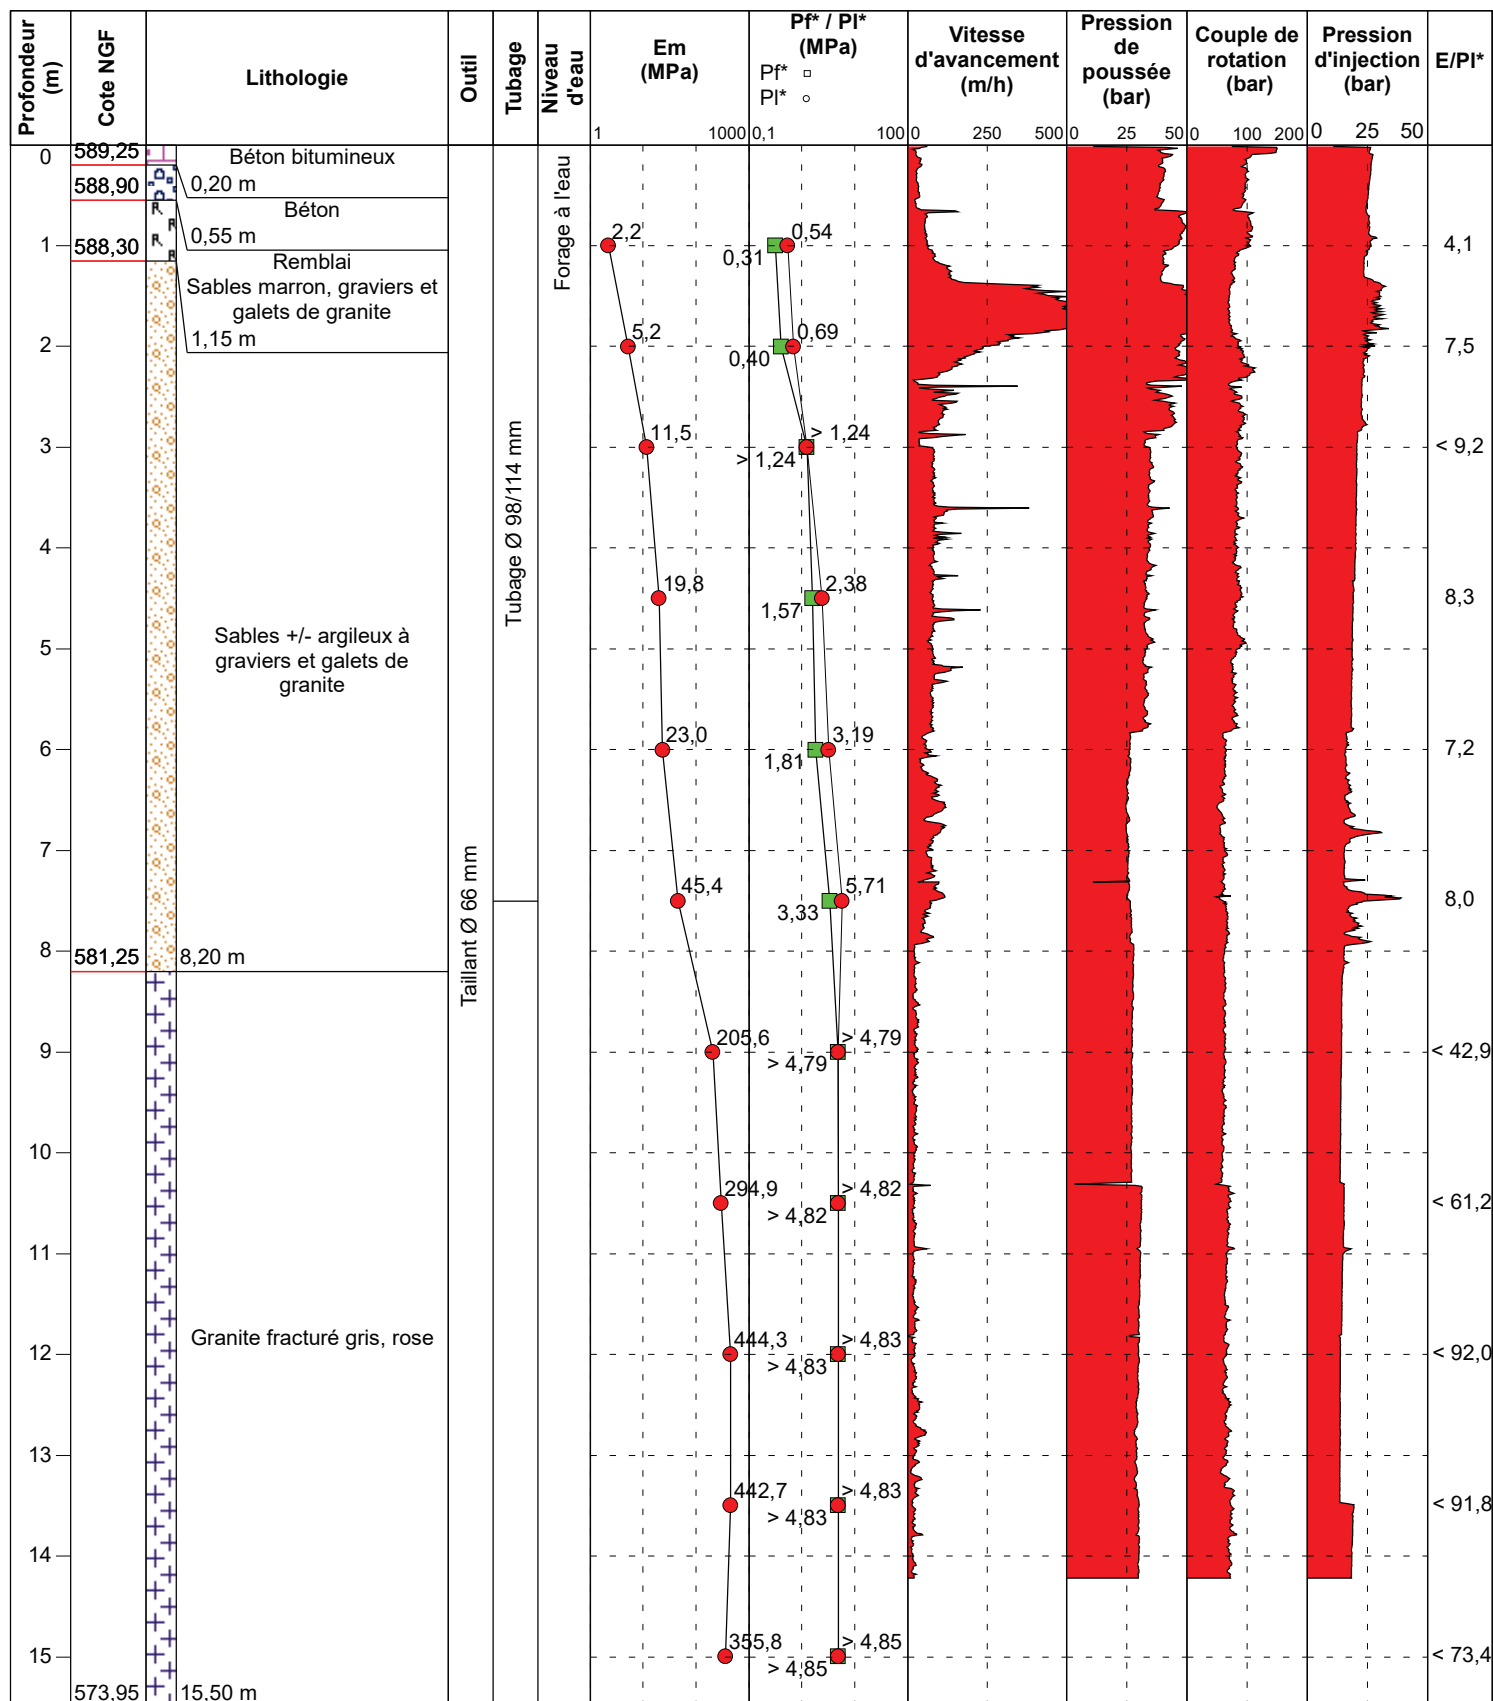 Profondeur
(m)
Cote NGF
Lithologie
Outil
Tubage
Niveau
d'eau
Em
(MPa)
1
1000
Pf* / Pl*
(MPa)
Pf*
Pl*
0,1
100
Vitesse
d'avancement
(m/h)
0
250
500
Pression
de
poussée
(bar)
0
25
50
Couple de
rotation
(bar)
0
100
200
Pression
d'injection
(bar)
0
25
50
E/Pl*
0
589,25
Béton bitumineux
588,90
0,20 m
Béton
0,55 m
588,30
Remblai
Sables marron, graviers et
galets de granite
1,15 m
Sables +/- argileux à
graviers et galets de
granite
581,25
8,20 m
Granite fracturé gris, rose
573,95
15,50 m
Taillant Ø 66 mm
Tubage Ø 98/114 mm
Forage à l'eau
1
2,2
0,54
0,31
4,1
2
5,2
0,69
0,40
7,5
3
11,5
> 1,24
> 1,24
< 9,2
4
19,8
2,38
1,57
8,3
5
6
23,0
3,19
1,81
7,2
7
45,4
5,71
3,33
8,0
8
9
205,6
> 4,79
> 4,79
< 42,9
10
294,9
> 4,82
> 4,82
< 61,2
11
12
444,3
> 4,83
> 4,83
< 92,0
13
442,7
> 4,83
> 4,83
< 91,8
14
15
355,8
> 4,85
> 4,85
< 73,4